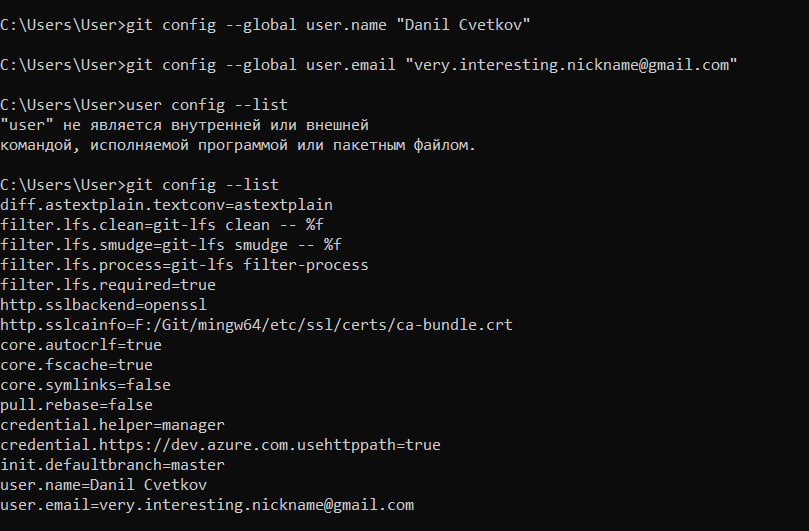 C:\Users\User>git config --global user.name "Danil Cvetkov"
C:\Users\User>git config --global user.email "very.interesting.nickname@gmail.com"
C:\Users\User>user config --list
"user" не является внутренней или внешней
командой, исполняемой программой или пакетным файлом.
C:\Users\User>git config --list
diff.astextplain.textconv=astextplain
filter.lfs.clean=git-lfs clean -- %f
filter.lfs.smudge=git-lfs smudge -- %f
filter.lfs.process=git-lfs filter-process
filter.lfs.required=true
http.sslbackend=openssl
http.sslcainfo=F:/Git/mingw64/etc/ssl/certs/ca-bundle.crt
core.autocrlf=true
core.fscache=true
core.symlinks=false
pull.rebase=false
credential.helper=manager
credential.https://dev.azure.com.usehttppath=true
init.defaultbranch=master
user.name=Danil Cvetkov
user.email=very.interesting.nickname@gmail.com